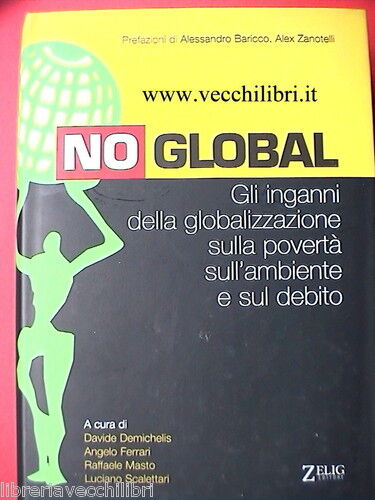 Prefazioni di Alessandro Baricco, Alex Zanotelli
www.vecchilibri.it
NO GLOBAL
Gli inganni
della globalizzazione
sulla povertà
sull'ambiente
e sul debito
A cura di
Davide Demichelis
Angelo Ferrari
Raffaele Masto
Luciano Scalettari
ZELIG
EDITORE
libreriavecchilibri